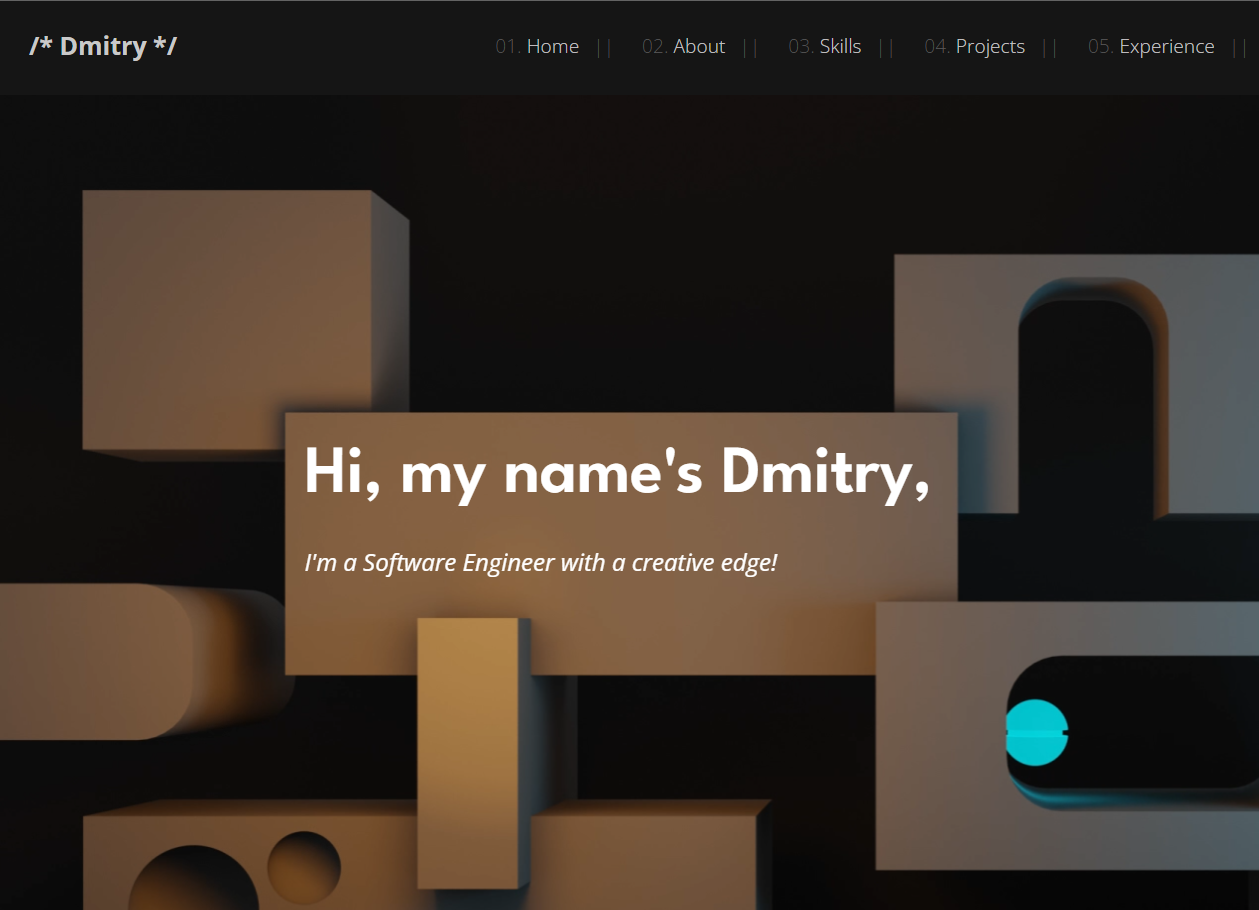 /* Dmitry */
01. Home || 02. About || 03. Skills || 04. Projects || 05. Experience ||
Hi, my name's Dmitry,
I'm a Software Engineer with a creative edge!